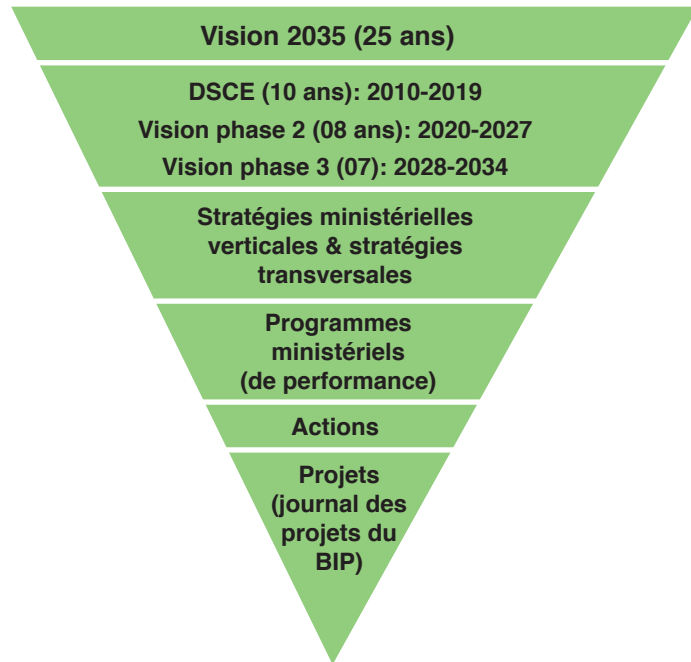 Vision 2035 (25 ans)
DSCE (10 ans): 2010-2019
Vision phase 2 (08 ans): 2020-2027
Vision phase 3 (07): 2028-2034
Stratégies ministérielles
verticales & stratégies
transversales
Programmes
ministériels
(de performance)
Actions
Projets
(journal des
projets du
BIP)